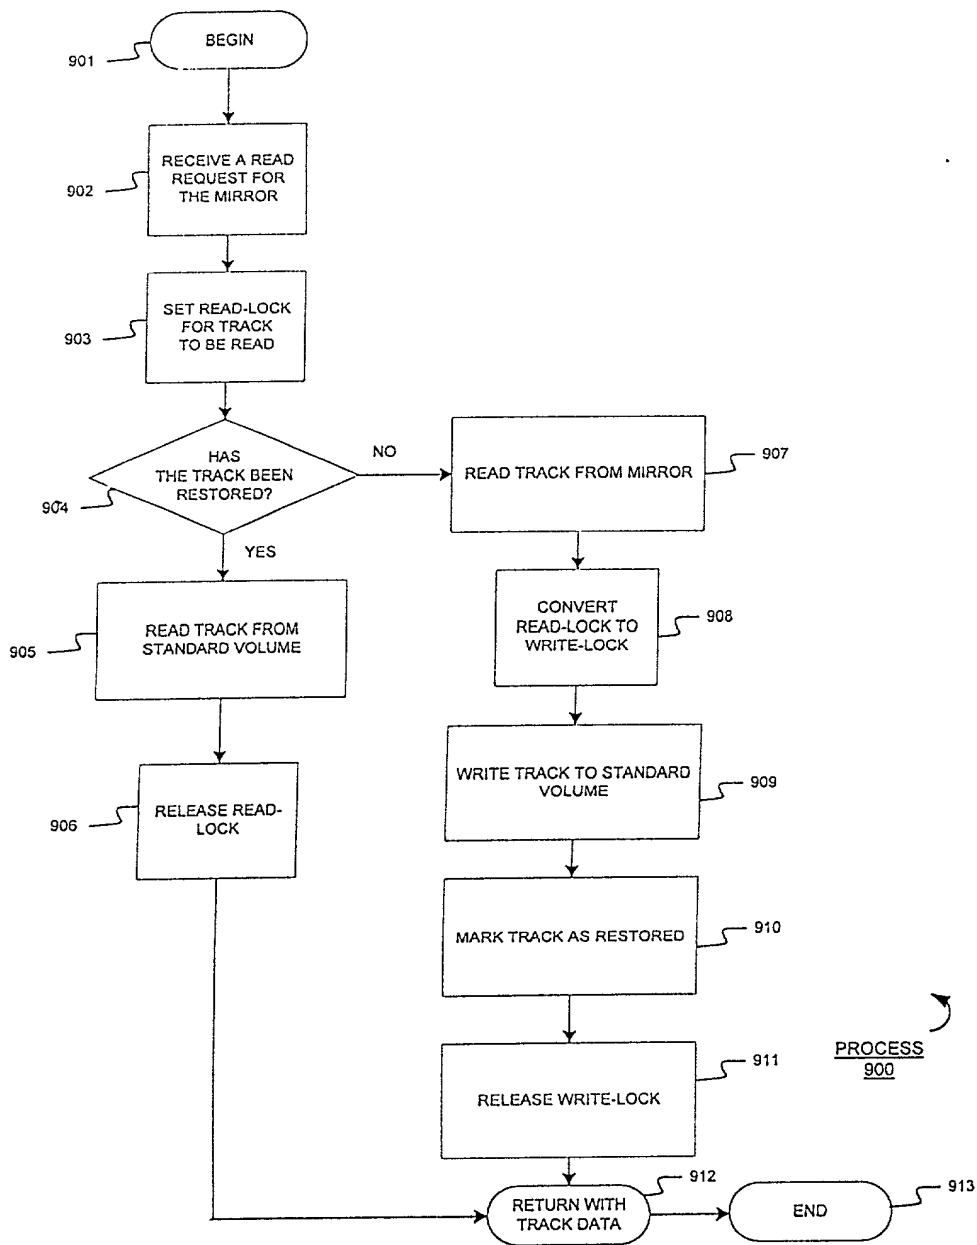 BEGIN
901
RECEIVE A READ
REQUEST FOR
THE MIRROR
902
SET READ-LOCK
FOR TRACK
TO BE READ
903
HAS
THE TRACK BEEN
RESTORED?
904
NO
YES
READ TRACK FROM MIRROR
907
READ TRACK FROM
STANDARD VOLUME
905
CONVERT
READ-LOCK TO
WRITE-LOCK
908
RELEASE READ-
LOCK
906
WRITE TRACK TO STANDARD
VOLUME
909
MARK TRACK AS RESTORED
910
RELEASE WRITE-LOCK
911
PROCESS
900
RETURN WITH
TRACK DATA
912
END
913